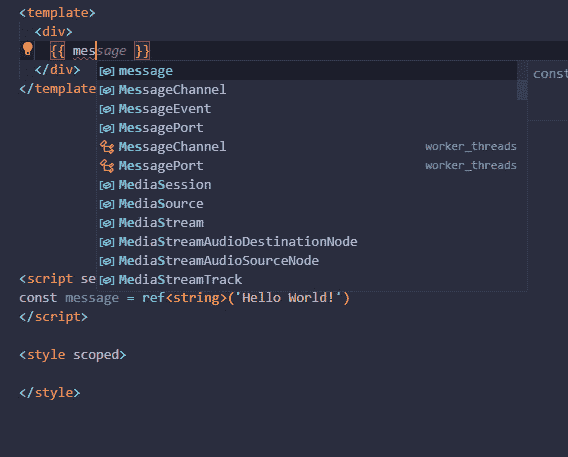 <template>
<div>
{{ message }}
</div>
</template
message
const
MessageChannel
MessageEvent
MessagePort
MessageChannel worker_threads
MessagePort worker_threads
MediaSession
MediaSource
MediaStream
MediaStreamAudioDestinationNode
MediaStreamAudioSourceNode
<script se
MediaStreamTrack
const message = ref<string>('Hello World!')
</script>
<style scoped>
</style>